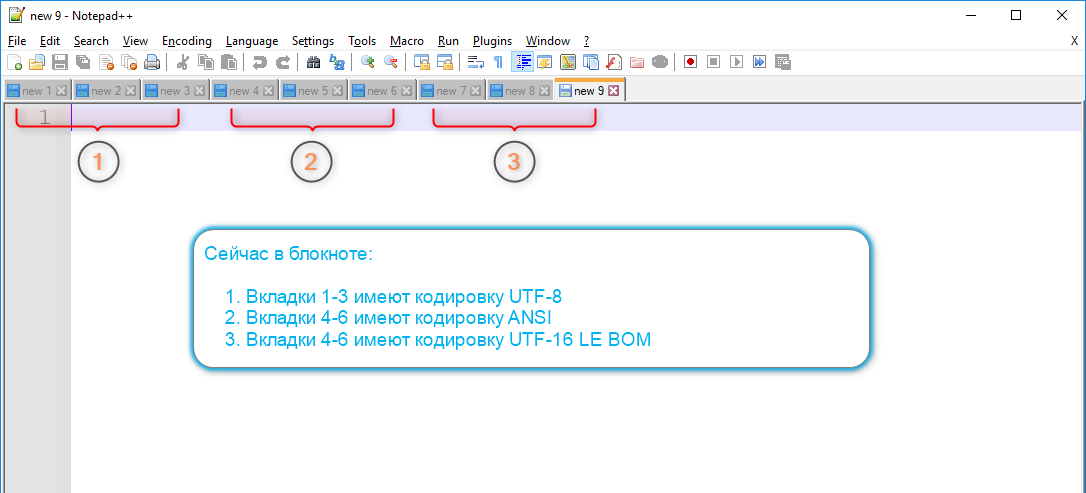 new 9 - Notepad++
File Edit Search View Encoding Language Settings Tools Macro Run Plugins Window ? X
new 1 new 2 new 3 new 4 new 5 new 6 new 7 new 8 new 9
1
1 2 3
Сейчас в блокноте:
1. Вкладки 1-3 имеют кодировку UTF-8
2. Вкладки 4-6 имеют кодировку ANSI
3. Вкладки 4-6 имеют кодировку UTF-16 LE BOM